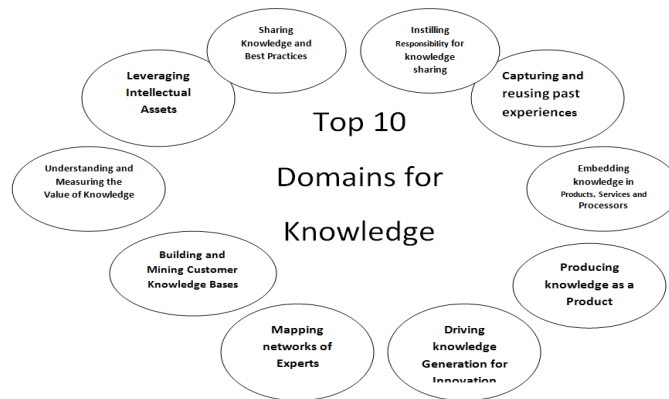 Sharing
Knowledge and
Best Practices
Instilling
Responsibility for
knowledge
sharing
Leveraging
Intellectual
Assets
Capturing and
reusing past
experiences
Top 10
Domains for
Knowledge
Understanding and
Measuring the
Value of Knowledge
Embedding
knowledge in
Products, Services and
Processors
Building and
Mining Customer
Knowledge Bases
Producing
knowledge as a
Product
Mapping
networks of
Experts
Driving
knowledge
Generation for
Innovation